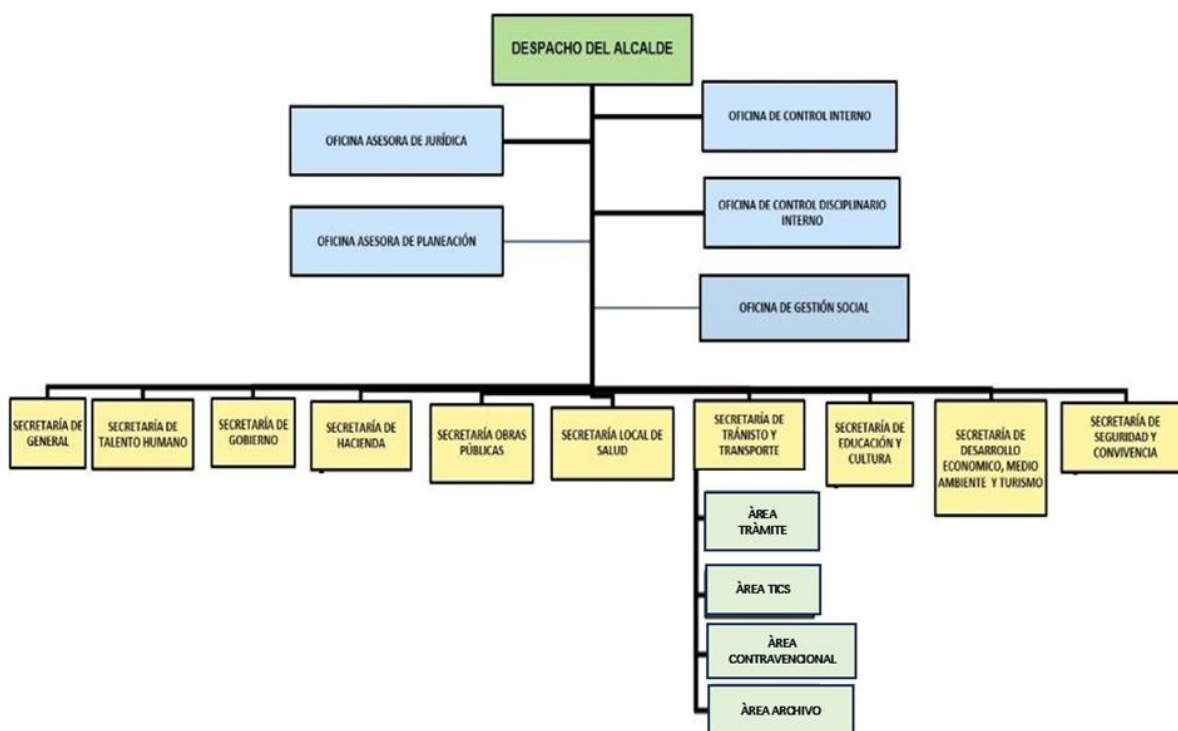 DESPACHO DEL ALCALDE
OFICINA ASESORA DE JURÍDICA
OFICINA DE CONTROL INTERNO
OFICINA ASESORA DE PLANEACIÓN
OFICINA DE CONTROL DISCIPLINARIO
INTERNO
OFICINA DE GESTIÓN SOCIAL
SECRETARÍA DE
GENERAL
SECRETARÍA DE
TALENTO HUMANO
SECRETARÍA DE
GOBIERNO
SECRETARÍA DE
HACIENDA
SECRETARÍA OBRAS
PÚBLICAS
SECRETARÍA LOCAL DE
SALUD
SECRETARÍA DE
TRÁNISTO Y
TRANSPORTE
SECRETARÍA DE
EDUCACIÓN Y
CULTURA
SECRETARÍA DE
DESARROLLO
ECONOMICO, MEDIO
AMBIENTE Y TURISMO
SECRETARÍA DE
SEGURIDAD Y
CONVIVENCIA
ÀREA
TRÀMITE
ÀREA TICS
ÀREA
CONTRAVENCIONAL
ÀREA ARCHIVO